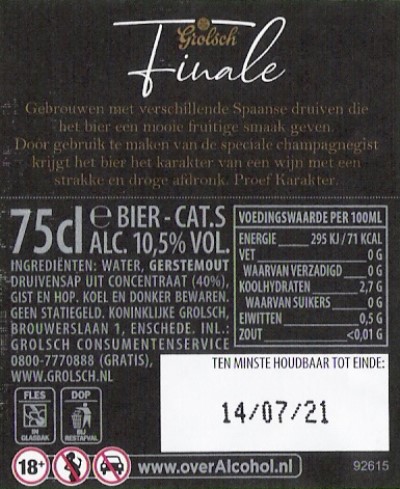 Grolsch
Finale
Gebrouwen met verschillende Spaanse druiven die
het bier een mooie fruitige smaak geven.
Door gebruik te maken van de speciale champagnegist
krijgt het bier het karakter van een wijn met een
strakke en droge afdronk. Proef Karakter.
75cl e BIER - CAT.S
ALC. 10,5% VOL.
INGREDIËNTEN: WATER, GERSTEMOUT
DRUIVENSAP UIT CONCENTRAAT (40%),
GIST EN HOP. KOEL EN DONKER BEWAREN.
GEEN STATIEGELD. KONINKLIJKE GROLSCH,
BROUWERSLAAN 1, ENSCHEDE. INL.:
GROLSCH CONSUMENTENSERVICE
0800-7770888 (GRATIS),
WWW.GROLSCH.NL
VOEDINGSWAARDE PER 100ML
ENERGIE 295 KJ / 71 KCAL
VET 0 G
WAARVAN VERZADIGD 0 G
KOOLHYDRATEN 2,7 G
WAARVAN SUIKERS 0 G
EIWITTEN 0,5 G
ZOUT <0,01 G
TEN MINSTE HOUDBAAR TOT EINDE:
14/07/21
FLES
IN GLASBAK
DOP
BIJ RESTAFVAL
18+
www.overAlcohol.nl
92615